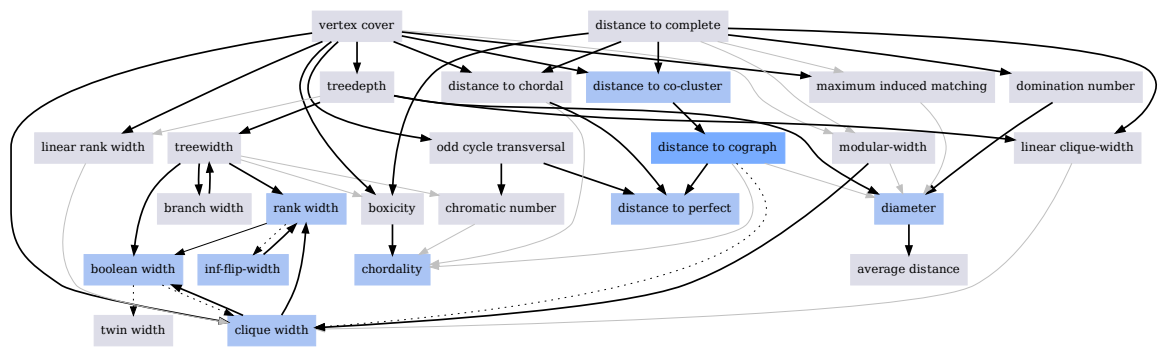 vertex cover
distance to complete
treedepth
distance to chordal
distance to co-cluster
maximum induced matching
domination number
linear rank width
treewidth
odd cycle transversal
distance to cograph
modular-width
linear clique-width
branch width
rank width
boxicity
chromatic number
distance to perfect
diameter
boolean width
inf-flip-width
chordality
average distance
twin width
clique width